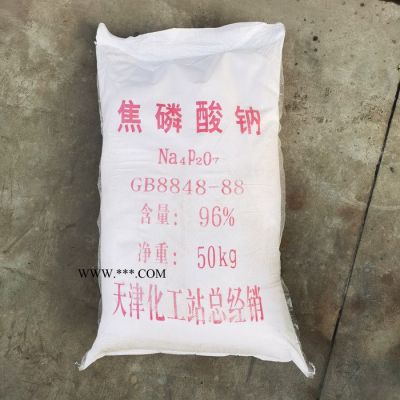 焦磷酸钠
Na₄P₂O₇
GB8848-88
含量: 96%
净重: 50kg
WWW.***.COM
天津化工站总经销